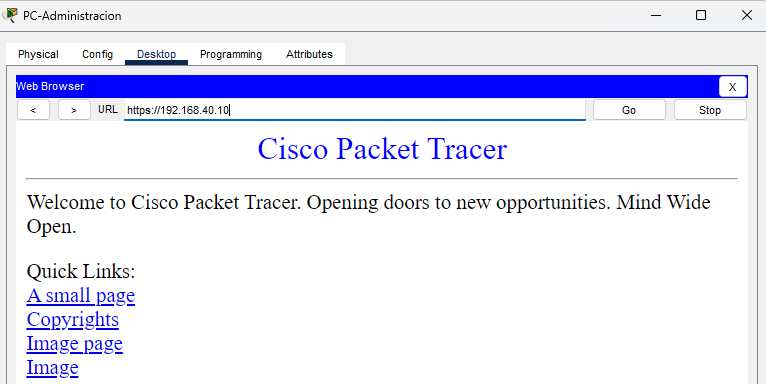 PC-Administracion
Physical Config Desktop Programming Attributes
Web Browser X
< > URL https://192.168.40.10 Go Stop
Cisco Packet Tracer
Welcome to Cisco Packet Tracer. Opening doors to new opportunities. Mind Wide
Open.
Quick Links:
A small page
Copyrights
Image page
Image